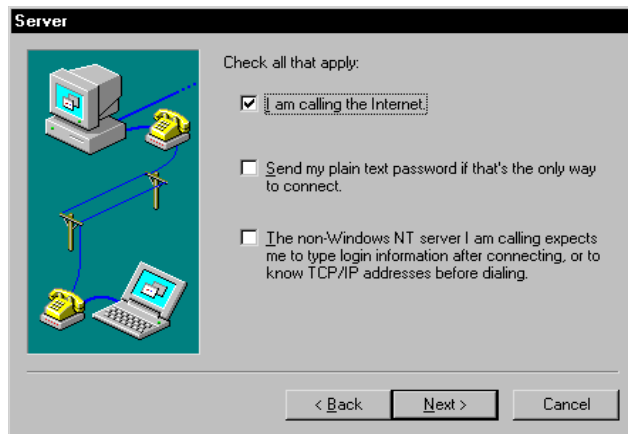 Server
Check all that apply:
I am calling the Internet.
Send my plain text password if that's the only way
to connect.
The non-Windows NT server I am calling expects
me to type login information after connecting, or to
know TCP/IP addresses before dialing.
< Back
Next >
Cancel